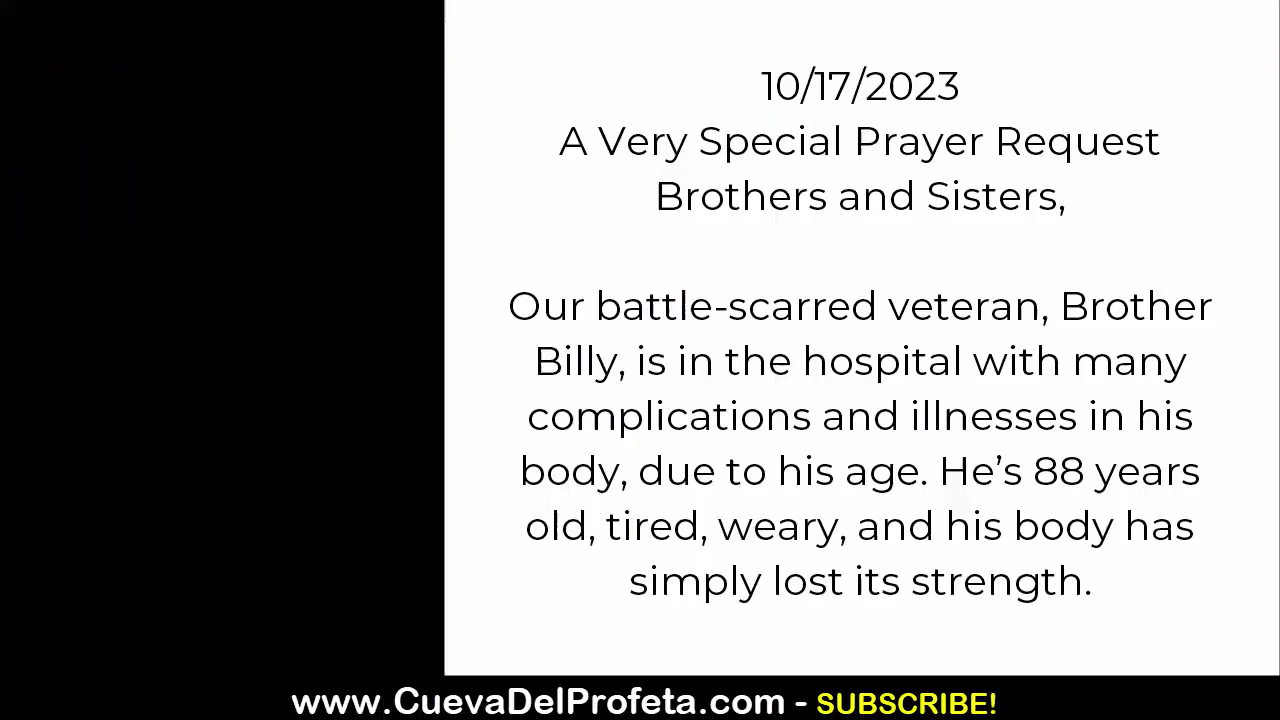 10/17/2023
A Very Special Prayer Request
Brothers and Sisters,
Our battle-scarred veteran, Brother
Billy, is in the hospital with many
complications and illnesses in his
body, due to his age. He’s 88 years
old, tired, weary, and his body has
simply lost its strength.
www.CuevaDelProfeta.com - SUBSCRIBE!